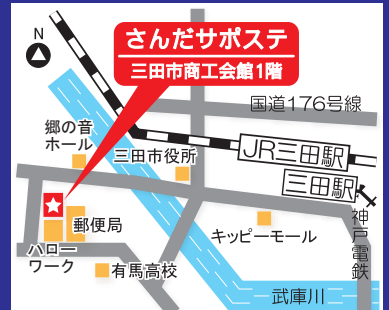 N
さんだサポステ
三田市商工会館1階
国道176号線
郷の音
ホール
三田市役所
JR三田駅
三田駅
神戸電鉄
郵便局
ハロー
ワーク
キッピーモール
有馬高校
武庫川